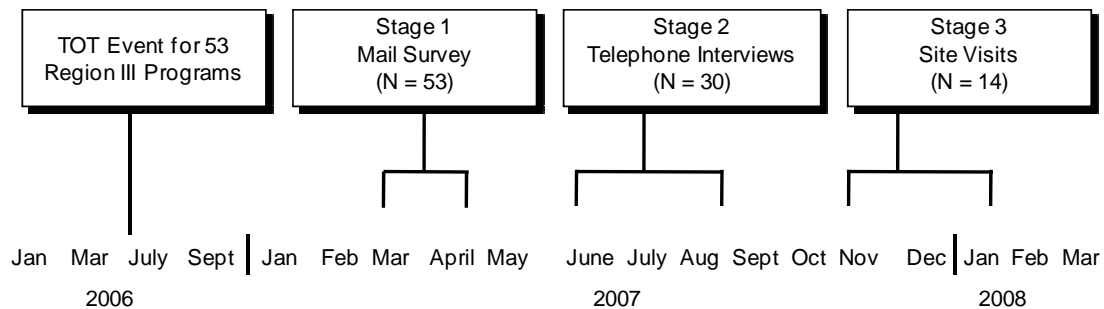 TOT Event for 53
Region III Programs
Stage 1
Mail Survey
(N = 53)
Stage 2
Telephone Interviews
(N = 30)
Stage 3
Site Visits
(N = 14)
Jan Mar July Sept Jan Feb Mar April May June July Aug Sept Oct Nov Dec Jan Feb Mar
2006 2007 2008